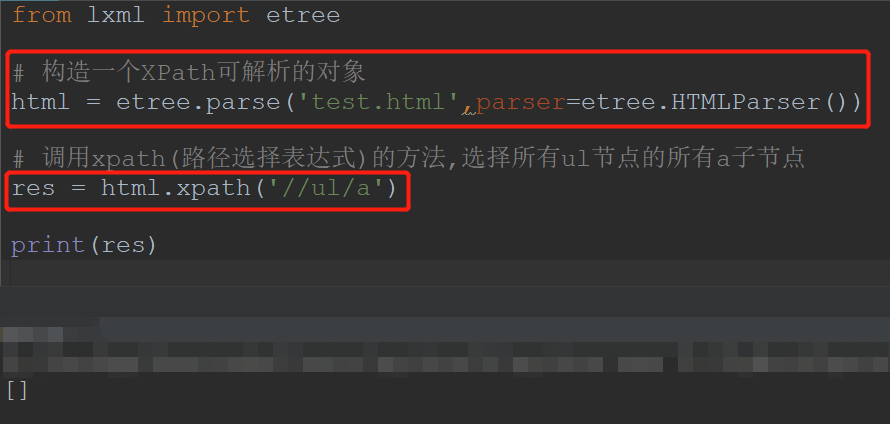 from lxml import etree
# 构造一个XPath可解析的对象
html = etree.parse('test.html',parser=etree.HTMLParser())
# 调用xpath(路径选择表达式)的方法,选择所有ul节点的所有a子节点
res = html.xpath('//ul/a')
print(res)
[]